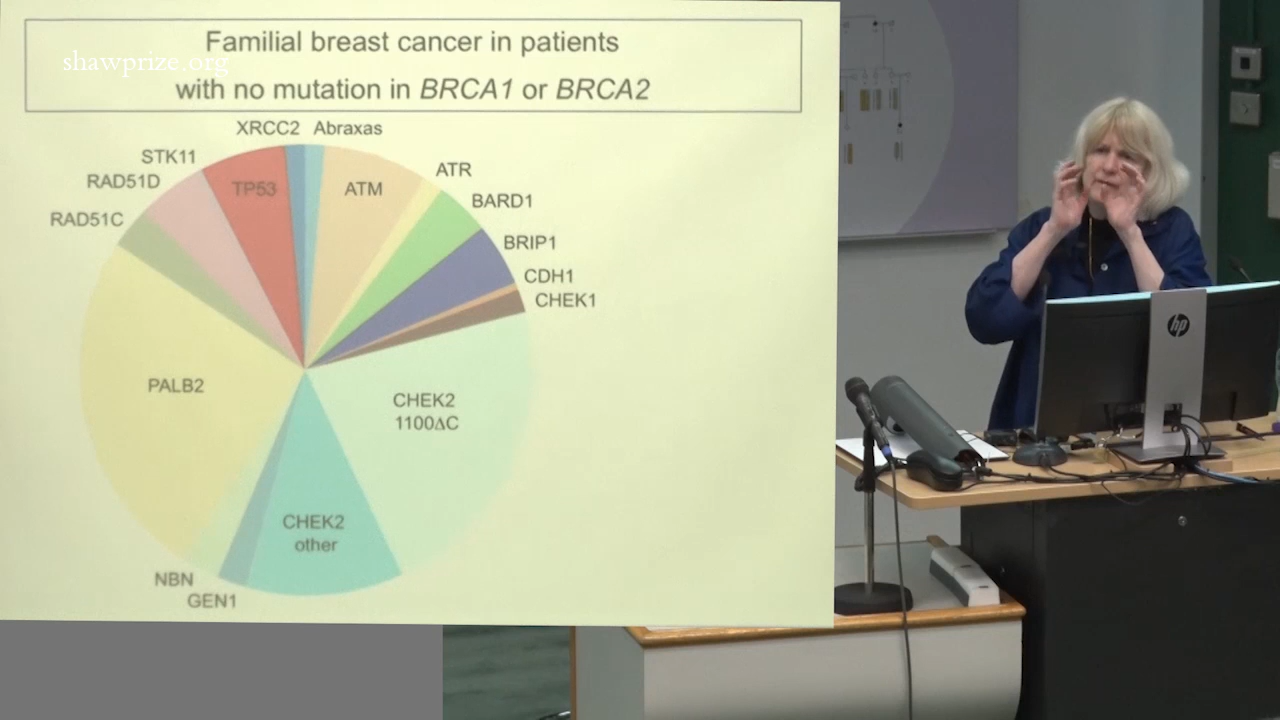 Familial breast cancer in patients
shawprize.org
with no mutation in BRCA1 or BRCA2
XRCC2 Abraxas
STK11
TP53
ATM
ATR
RAD51D
BARD1
RAD51C
BRIP1
CDH1
CHEK1
PALB2
CHEK2
1100ΔC
CHEK2
other
NBN
GEN1
hp